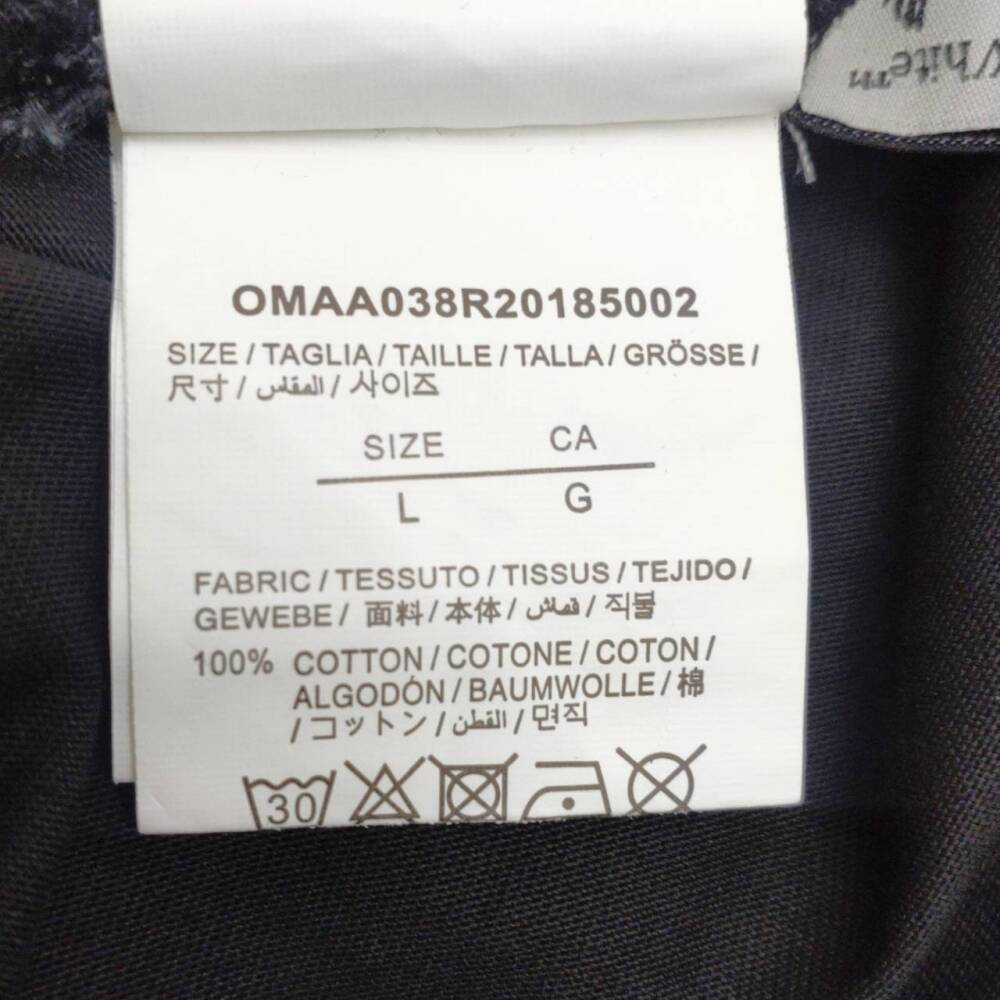 White™
OMAA038R20185002
SIZE / TAGLIA / TAILLE / TALLA / GRÖSSE /
尺寸 / المقاس / 사이즈
SIZE CA
L G
FABRIC / TESSUTO / TISSUS / TEJIDO /
GEWEBE / 面料 / 本体 / قماش / 직물
100% COTTON / COTONE / COTON /
ALGODÓN / BAUMWOLLE / 棉
/ コットン / القطن / 면직
30